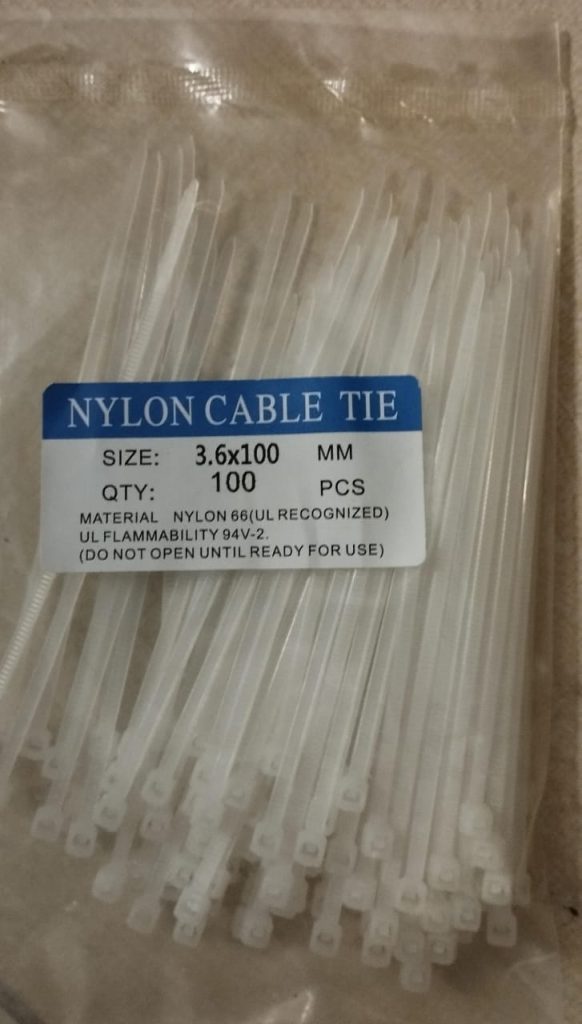 NYLON CABLE TIE
SIZE: 3.6x100 MM
QTY: 100 PCS
MATERIAL NYLON 66(UL RECOGNIZED)
UL FLAMMABILITY 94V-2.
(DO NOT OPEN UNTIL READY FOR USE)